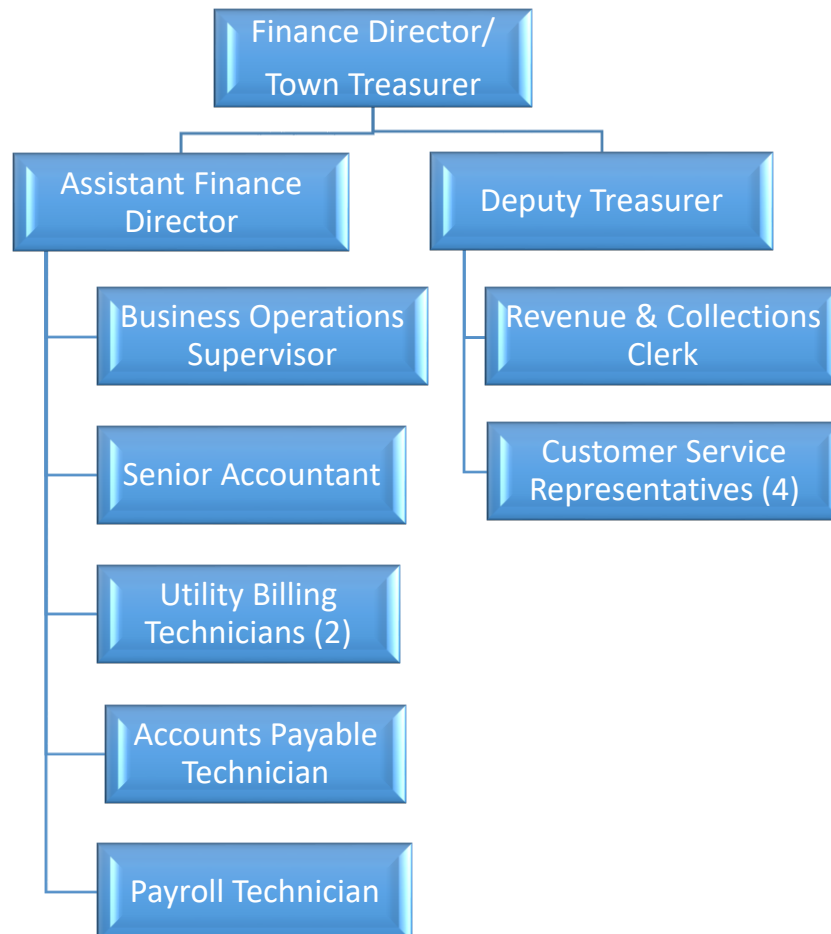 Finance Director/
Town Treasurer
Assistant Finance
Director
Deputy Treasurer
Business Operations
Supervisor
Revenue & Collections
Clerk
Senior Accountant
Customer Service
Representatives (4)
Utility Billing
Technicians (2)
Accounts Payable
Technician
Payroll Technician